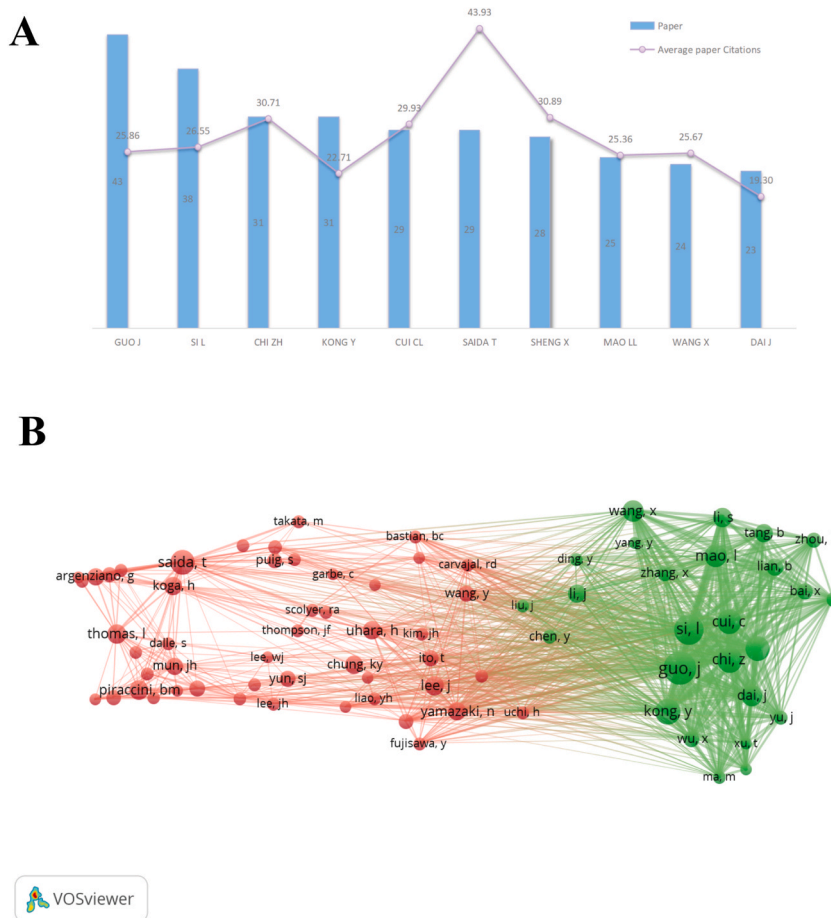 A
43.93
Paper
Average paper Citations
25.86
26.55
30.71
22.71
29.93
30.89
25.36
25.67
19.30
43
38
31
31
29
29
28
25
24
23
GUO J
SI L
CHI ZH
KONG Y
CUI CL
SAIDA T
SHENG X
MAO LL
WANG X
DAI J
B
takata, m
bastian, bc
wang, x
li, s
tang, b
zhou,
saida, t
puig, s
garbe, c
carvajal, rd
ding, y
yang, y
mao, l
lian, b
argenziano, g
koga, h
wang, y
li, j
zhang, x
bai, x
scolyer, ra
liu, j
thomas, l
thompson, jf
uhara, h
kim, jh
chen, y
si, l
cui, c
dalle, s
mun, jh
lee, wj
chung, ky
ito, t
guo, j
chi, z
piraccini, bm
yun, sj
lee, j
dai, j
lee, jh
liao, yh
yamazaki, n
uchi, h
kong, y
yu, j
fujisawa, y
wu, x
xu, t
ma, m
VOSviewer